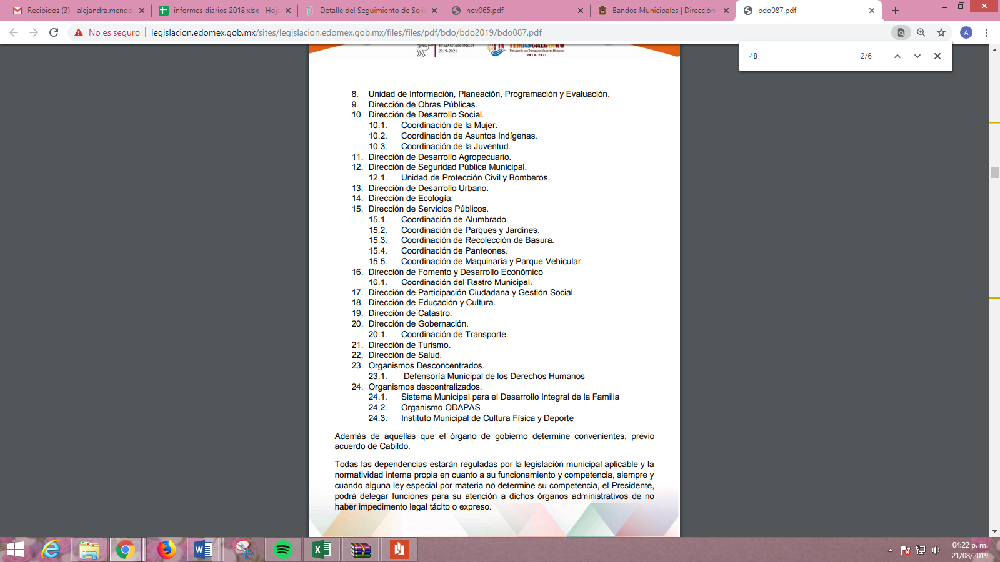 Recibidos (3) - alejandra.mendo
informes diarios 2018.xlsx - Hoj
Detalle del Seguimiento de Solic
nov065.pdf
Bandos Municipales | Dirección
bdo087.pdf
No es seguro
legislacion.edomex.gob.mx/sites/legislacion.edomex.gob.mx/files/files/pdf/bdo/bdo2019/bdo087.pdf
A
48
2/6
TEMASCALCINGO
2019-2021
TEMASCALCINGO
Trabajando con Transparencia por tu Bienestar
2019-2021
8. Unidad de Información, Planeación, Programación y Evaluación.
9. Dirección de Obras Públicas.
10. Dirección de Desarrollo Social.
10.1. Coordinación de la Mujer.
10.2. Coordinación de Asuntos Indígenas.
10.3. Coordinación de la Juventud.
11. Dirección de Desarrollo Agropecuario.
12. Dirección de Seguridad Pública Municipal.
12.1. Unidad de Protección Civil y Bomberos.
13. Dirección de Desarrollo Urbano.
14. Dirección de Ecología.
15. Dirección de Servicios Públicos.
15.1. Coordinación de Alumbrado.
15.2. Coordinación de Parques y Jardines.
15.3. Coordinación de Recolección de Basura.
15.4. Coordinación de Panteones.
15.5. Coordinación de Maquinaria y Parque Vehicular.
16. Dirección de Fomento y Desarrollo Económico
16.1. Coordinación del Rastro Municipal.
17. Dirección de Participación Ciudadana y Gestión Social.
18. Dirección de Educación y Cultura.
19. Dirección de Catastro.
20. Dirección de Gobernación.
20.1. Coordinación de Transporte.
21. Dirección de Turismo.
22. Dirección de Salud.
23. Organismos Desconcentrados.
23.1. Defensoría Municipal de los Derechos Humanos
24. Organismos descentralizados.
24.1. Sistema Municipal para el Desarrollo Integral de la Familia
24.2. Organismo ODAPAS
24.3. Instituto Municipal de Cultura Física y Deporte
Además de aquellas que el órgano de gobierno determine convenientes, previo
acuerdo de Cabildo.
Todas las dependencias estarán reguladas por la legislación municipal aplicable y la
normatividad interna propia en cuanto a su funcionamiento y competencia, siempre y
cuando alguna ley especial por materia no determine su competencia, el Presidente,
podrá delegar funciones para su atención a dichos órganos administrativos de no
haber impedimento legal tácito o expreso.
04:22 p. m.
21/08/2019